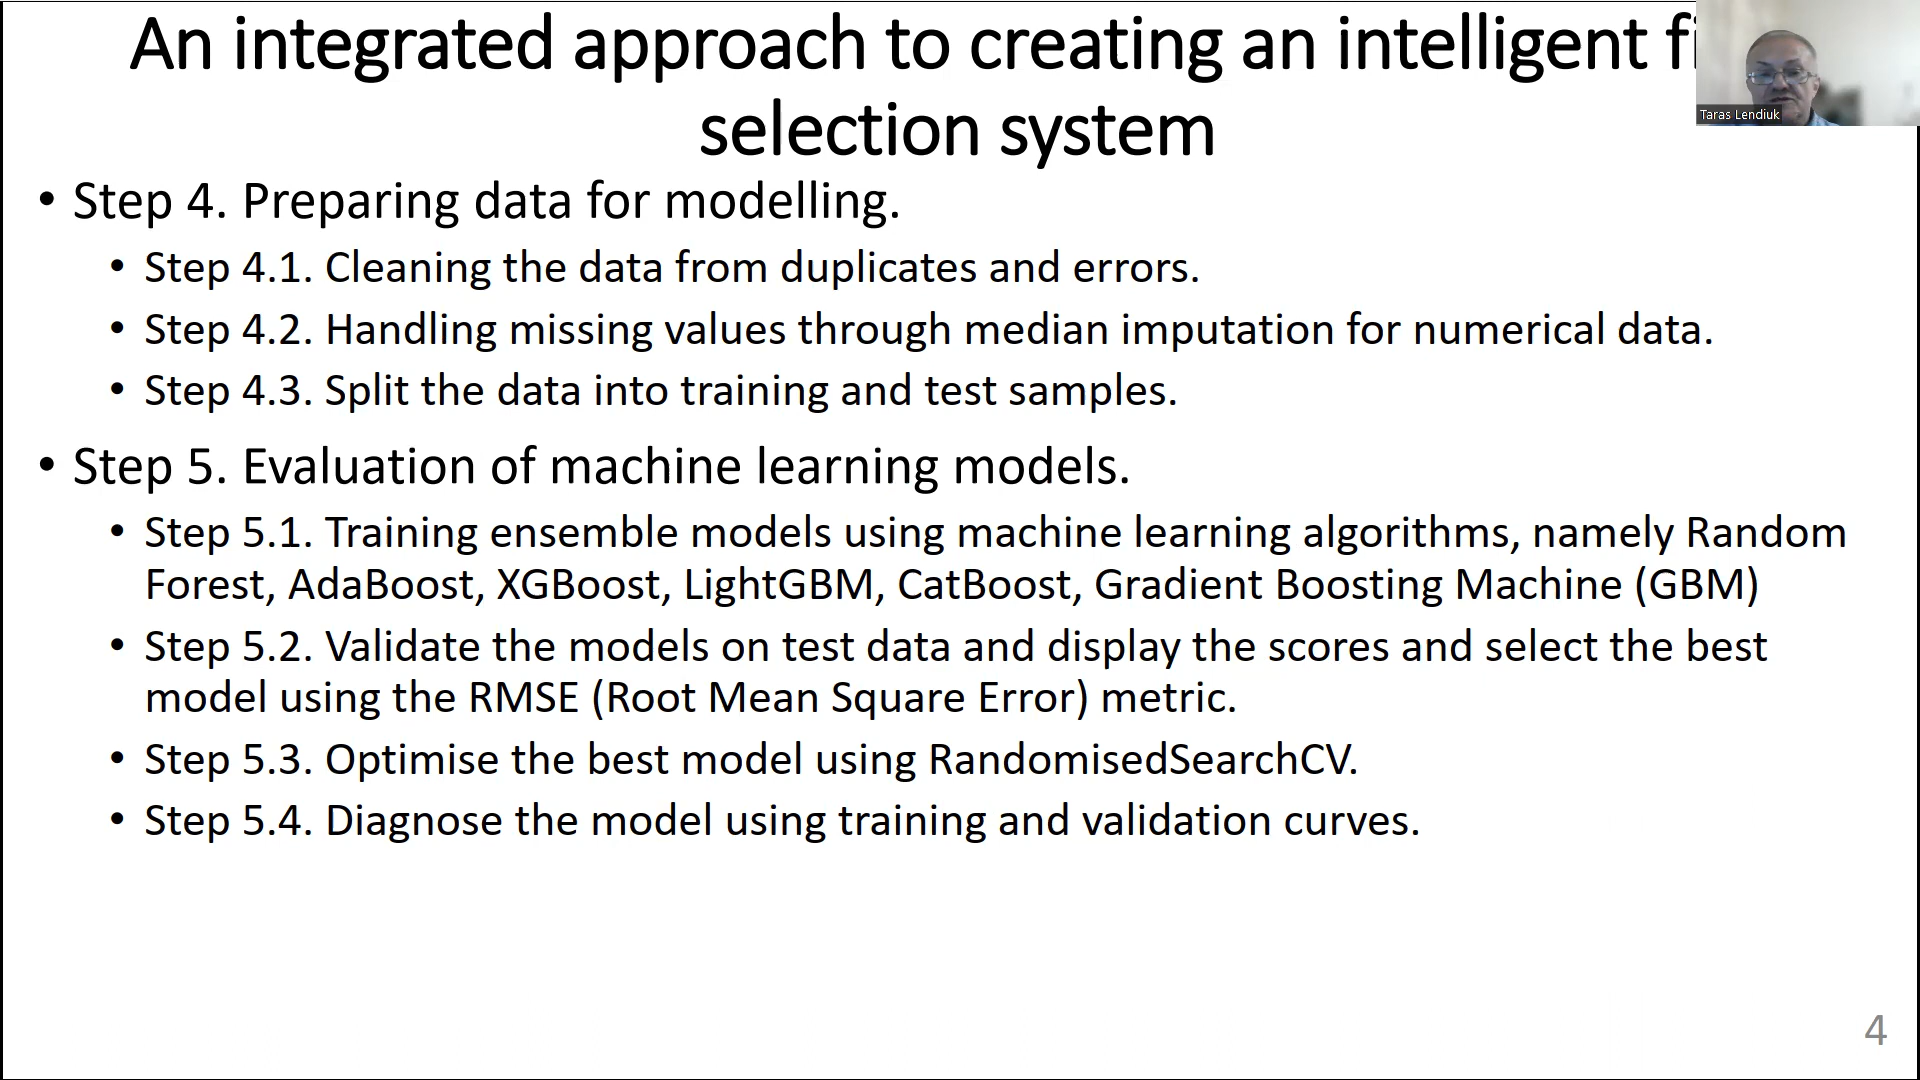 An integrated approach to creating an intelligent
selection system
Taras Lendiuk
• Step 4. Preparing data for modelling.
• Step 4.1. Cleaning the data from duplicates and errors.
• Step 4.2. Handling missing values through median imputation for numerical data.
• Step 4.3. Split the data into training and test samples.
• Step 5. Evaluation of machine learning models.
• Step 5.1. Training ensemble models using machine learning algorithms, namely Random
Forest, AdaBoost, XGBoost, LightGBM, CatBoost, Gradient Boosting Machine (GBM)
• Step 5.2. Validate the models on test data and display the scores and select the best
model using the RMSE (Root Mean Square Error) metric.
• Step 5.3. Optimise the best model using RandomisedSearchCV.
• Step 5.4. Diagnose the model using training and validation curves.
4